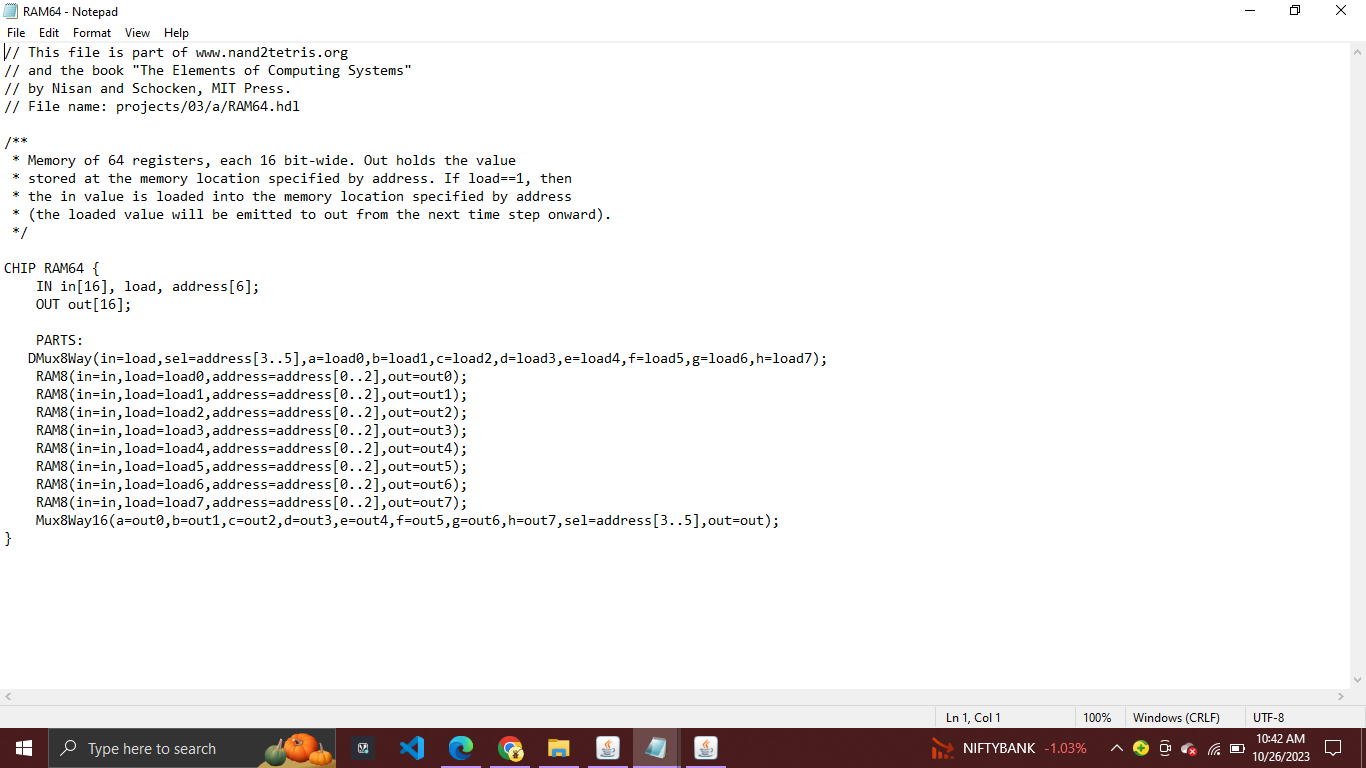 RAM64 - Notepad
File Edit Format View Help
// This file is part of www.nand2tetris.org
// and the book "The Elements of Computing Systems"
// by Nisan and Schocken, MIT Press.
// File name: projects/03/a/RAM64.hdl
/**
* Memory of 64 registers, each 16 bit-wide. Out holds the value
* stored at the memory location specified by address. If load==1, then
* the in value is loaded into the memory location specified by address
* (the loaded value will be emitted to out from the next time step onward).
*/
CHIP RAM64 {
IN in[16], load, address[6];
OUT out[16];
PARTS:
DMux8Way(in=load,sel=address[3..5],a=load0,b=load1,c=load2,d=load3,e=load4,f=load5,g=load6,h=load7);
RAM8(in=in,load=load0,address=address[0..2],out=out0);
RAM8(in=in,load=load1,address=address[0..2],out=out1);
RAM8(in=in,load=load2,address=address[0..2],out=out2);
RAM8(in=in,load=load3,address=address[0..2],out=out3);
RAM8(in=in,load=load4,address=address[0..2],out=out4);
RAM8(in=in,load=load5,address=address[0..2],out=out5);
RAM8(in=in,load=load6,address=address[0..2],out=out6);
RAM8(in=in,load=load7,address=address[0..2],out=out7);
Mux8Way16(a=out0,b=out1,c=out2,d=out3,e=out4,f=out5,g=out6,h=out7,sel=address[3..5],out=out);
}
Ln 1, Col 1 100% Windows (CRLF) UTF-8
Type here to search NIFTYBANK -1.03% 10:42 AM
10/26/2023